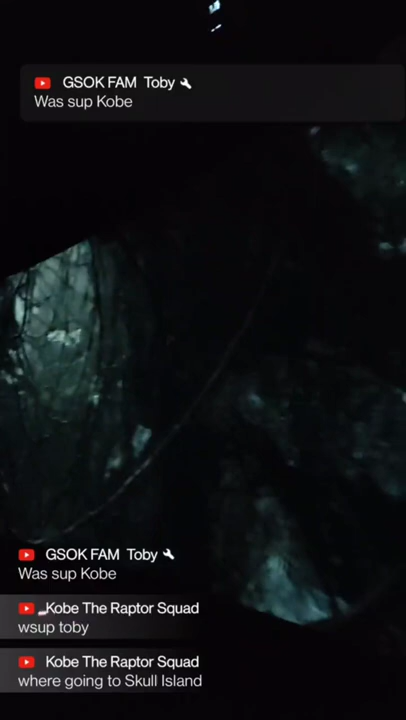 GSOK FAM Toby
Was sup Kobe
GSOK FAM Toby
Was sup Kobe
Kobe The Raptor Squad
wsup toby
Kobe The Raptor Squad
where going to Skull Island